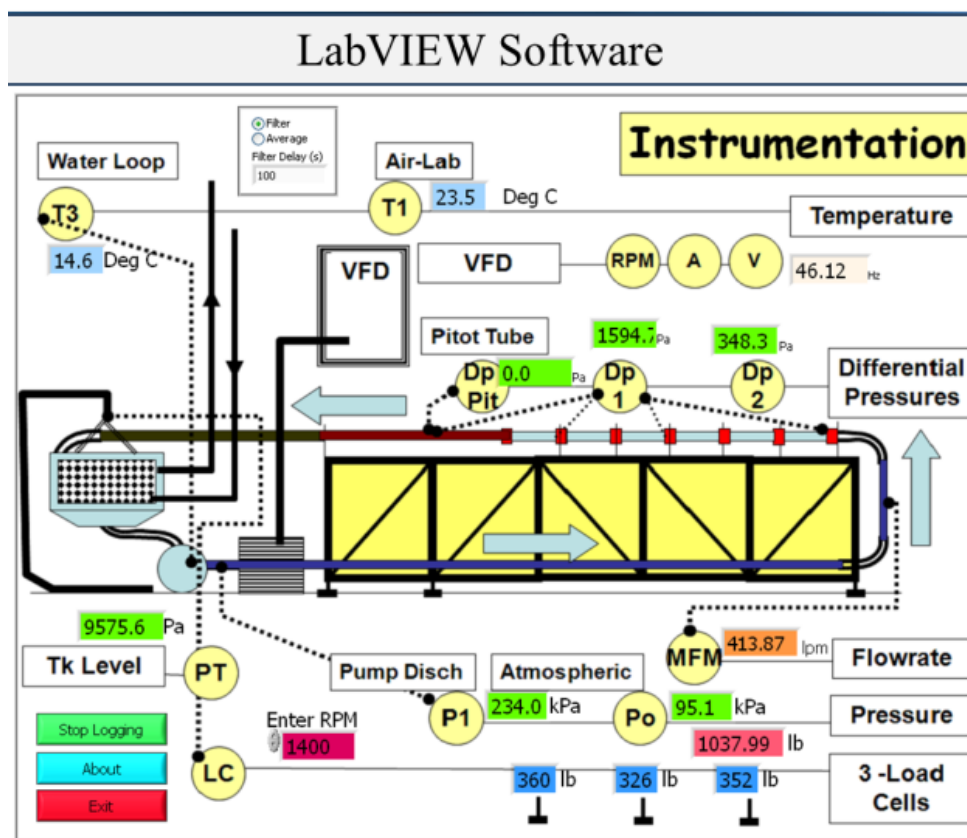 LabVIEW Software
Filter
Average
Filter Delay (s)
100
Instrumentation
Water Loop
Air-Lab
T3
T1
23.5 Deg C
Temperature
14.6 Deg C
VFD
VFD
RPM
A
V
46.12 Hz
Pitot Tube
1594.7 Pa
348.3 Pa
Dp Pit
0.0 Pa
Dp 1
Dp 2
Differential
Pressures
9575.6 Pa
Tk Level
PT
Pump Disch
Atmospheric
MFM
413.87 lpm
Flowrate
P1
234.0 kPa
Po
95.1 kPa
Pressure
Stop Logging
Enter RPM
1400
1037.99 lb
About
LC
360 lb
326 lb
352 lb
3 -Load
Cells
Exit